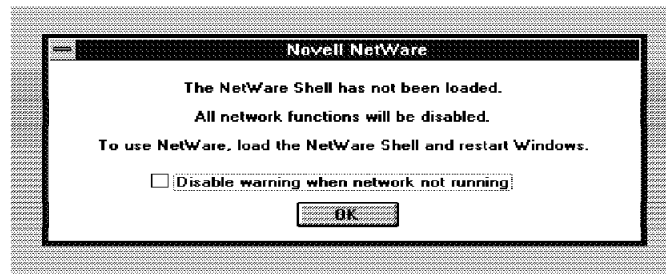 Novell NetWare
The NetWare Shell has not been loaded.
All network functions will be disabled.
To use NetWare, load the NetWare Shell and restart Windows.
Disable warning when network not running
OK